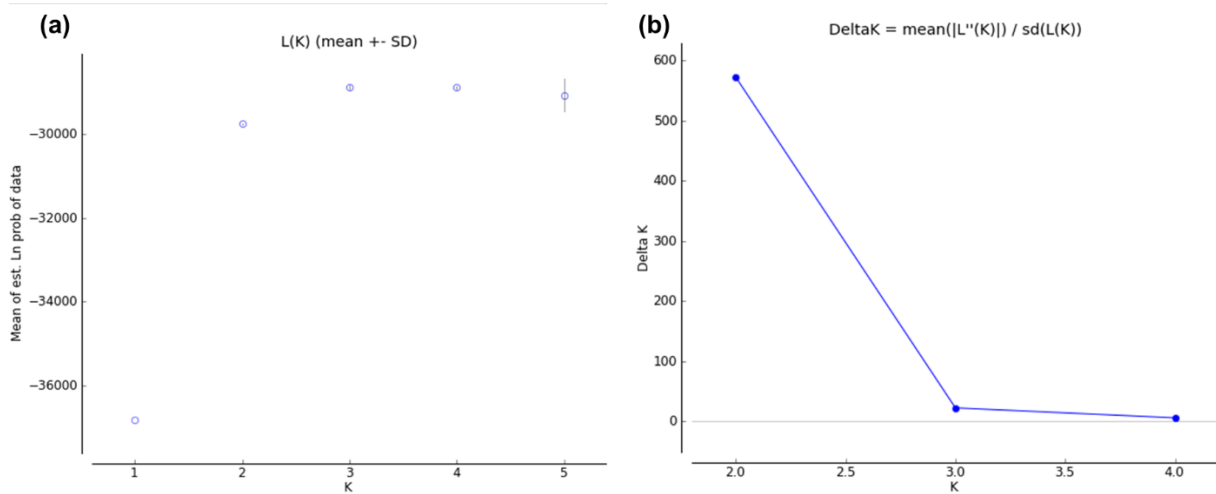 (a)
L(K) (mean +- SD)
Mean of est. Ln prob of data
−30000
−32000
−34000
−36000
1 2 3 4 5
K
(b)
DeltaK = mean(|L''(K)|) / sd(L(K))
Delta K
600
500
400
300
200
100
0
2.0 2.5 3.0 3.5 4.0
K